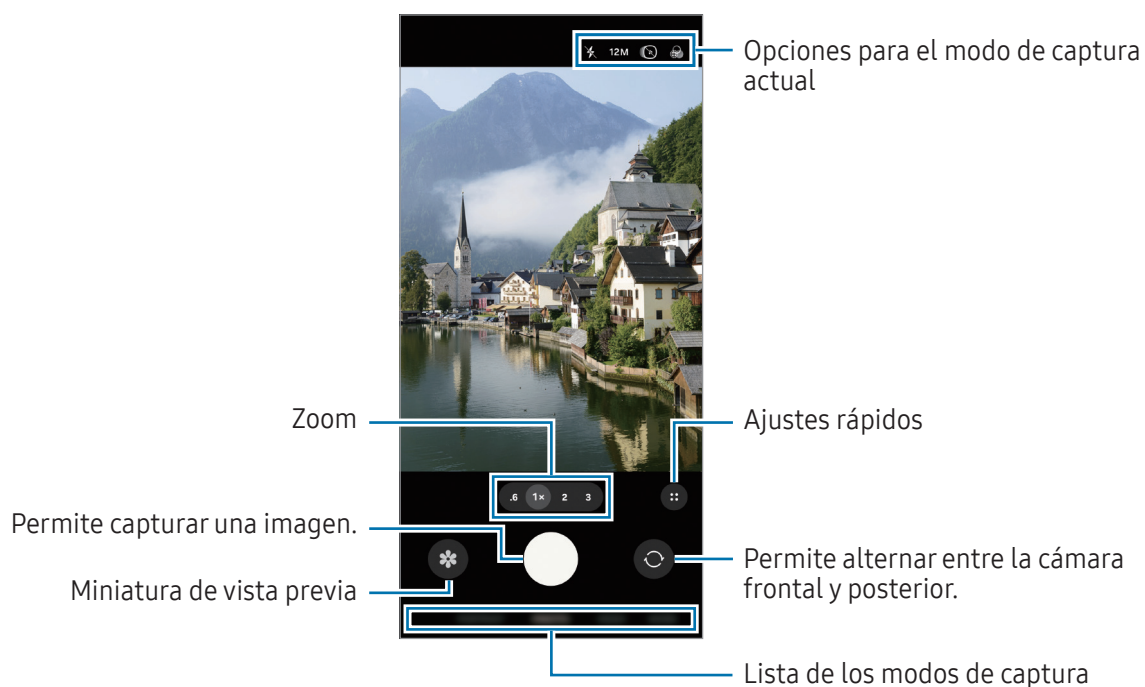 12M
Opciones para el modo de captura
actual
Zoom
Ajustes rápidos
.6 1× 2 3
Permite capturar una imagen.
Permite alternar entre la cámara
frontal y posterior.
Miniatura de vista previa
Lista de los modos de captura